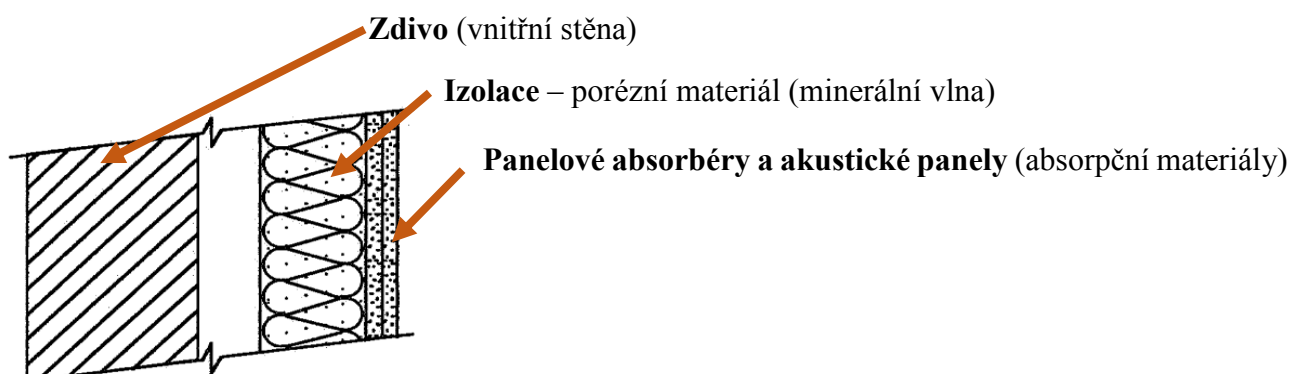 Zdivo (vnitřní stěna)
Izolace – porézní materiál (minerální vlna)
Panelové absorbéry a akustické panely (absorpční materiály)